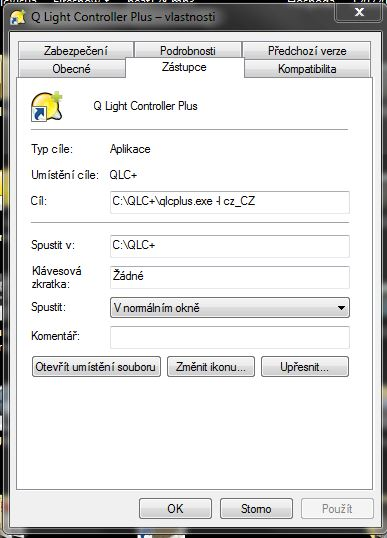 Q Light Controller Plus – vlastnosti
Zabezpečení Podrobnosti Předchozí verze
Obecné Zástupce Kompatibilita
Q Light Controller Plus
Typ cíle: Aplikace
Umístění cíle: QLC+
Cíl: C:\QLC+\qlcplus.exe -l cz_CZ
Spustit v: C:\QLC+
Klávesová
zkratka: Žádné
Spustit: V normálním okně
Komentář:
Otevřít umístění souboru Změnit ikonu... Upřesnit...
OK Storno Použít